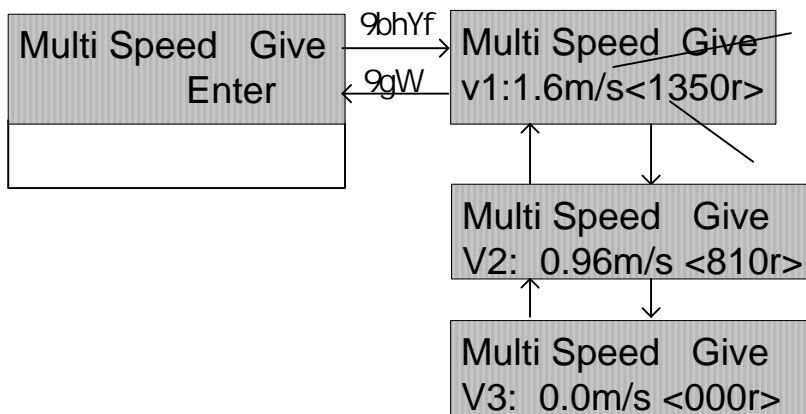 Multi Speed Give
Enter
9bhYf
9gW
Multi Speed Give
v1:1.6m/s<1350r>
Multi Speed Give
V2: 0.96m/s <810r>
Multi Speed Give
V3: 0.0m/s <000r>